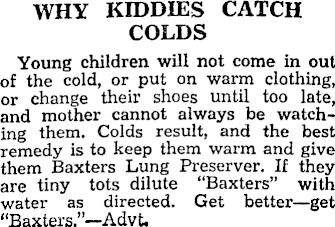 WHY KIDDIES CATCH
COLDS
Young children will not come in out
of the cold, or put on warm clothing,
or change their shoes until too late,
and mother cannot always be watch-
ing them. Colds result, and the best
remedy is to keep them warm and give
them Baxters Lung Preserver. If they
are tiny tots dilute "Baxters" with
water as directed. Get better—get
"Baxters."—Advt.